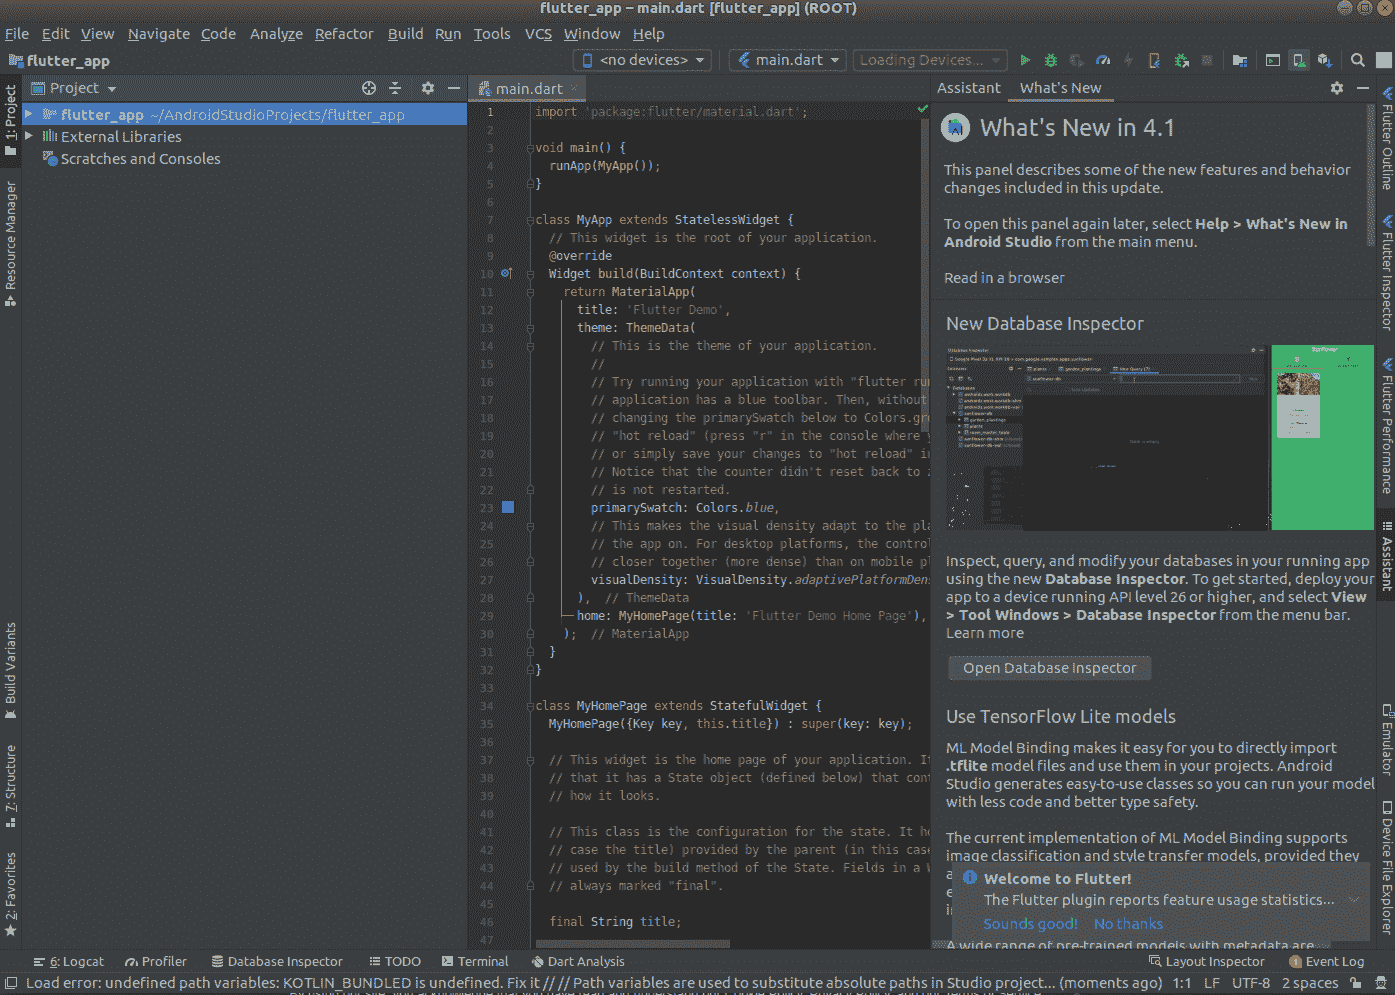 flutter_app – main.dart [flutter_app] (ROOT)
File Edit View Navigate Code Analyze Refactor Build Run Tools VCS Window Help
flutter_app
<no devices>
main.dart
Loading Devices...
1: Project
Resource Manager
Build Variants
7: Structure
2: Favorites
Project
flutter_app ~/AndroidStudioProjects/flutter_app
External Libraries
Scratches and Consoles
main.dart
1 import 'package:flutter/material.dart';
2
3 void main() {
4 runApp(MyApp());
5 }
6
7 class MyApp extends StatelessWidget {
8 // This widget is the root of your application.
9 @override
10 Widget build(BuildContext context) {
11 return MaterialApp(
12 title: 'Flutter Demo',
13 theme: ThemeData(
14 // This is the theme of your application.
15 //
16 // Try running your application with "flutter run
17 // application has a blue toolbar. Then, without
18 // changing the primarySwatch below to Colors.gr
19 // "hot reload" (press "r" in the console where
20 // or simply save your changes to "hot reload" i
21 // Notice that the counter didn't reset back to
22 // is not restarted.
23 primarySwatch: Colors.blue,
24 // This makes the visual density adapt to the pla
25 // the app on. For desktop platforms, the control
26 // closer together (more dense) than on mobile pl
27 visualDensity: VisualDensity.adaptivePlatformDens
28 ), // ThemeData
29 home: MyHomePage(title: 'Flutter Demo Home Page'),
30 ); // MaterialApp
31 }
32 }
33
34 class MyHomePage extends StatefulWidget {
35 MyHomePage({Key key, this.title}) : super(key: key);
36
37 // This widget is the home page of your application. I
38 // that it has a State object (defined below) that cont
39 // how it looks.
40
41 // This class is the configuration for the state. It h
42 // case the title) provided by the parent (in this case
43 // used by the build method of the State. Fields in a W
44 // always marked "final".
45
46 final String title;
47
Assistant
What's New
What's New in 4.1
This panel describes some of the new features and behavior
changes included in this update.
To open this panel again later, select Help > What's New in
Android Studio from the main menu.
Read in a browser
New Database Inspector
Inspect, query, and modify your databases in your running app
using the new Database Inspector. To get started, deploy your
app to a device running API level 26 or higher, and select View
> Tool Windows > Database Inspector from the menu bar.
Learn more
Open Database Inspector
Use TensorFlow Lite models
ML Model Binding makes it easy for you to directly import
.tflite model files and use them in your projects. Android
Studio generates easy-to-use classes so you can run your model
with less code and better type safety.
The current implementation of ML Model Binding supports
image classification and style transfer models, provided they
Welcome to Flutter!
The Flutter plugin reports feature usage statistics...
Sounds good! No thanks
A wide range of pre-trained models with metadata are
Flutter Outline
Flutter Inspector
Flutter Performance
Assistant
Emulator
Device File Explorer
6: Logcat
Profiler
Database Inspector
TODO
Terminal
Dart Analysis
Layout Inspector
1 Event Log
Load error: undefined path variables: KOTLIN_BUNDLED is undefined. Fix it //// Path variables are used to substitute absolute paths in Studio project... (moments ago) 1:1 LF UTF-8 2 spaces